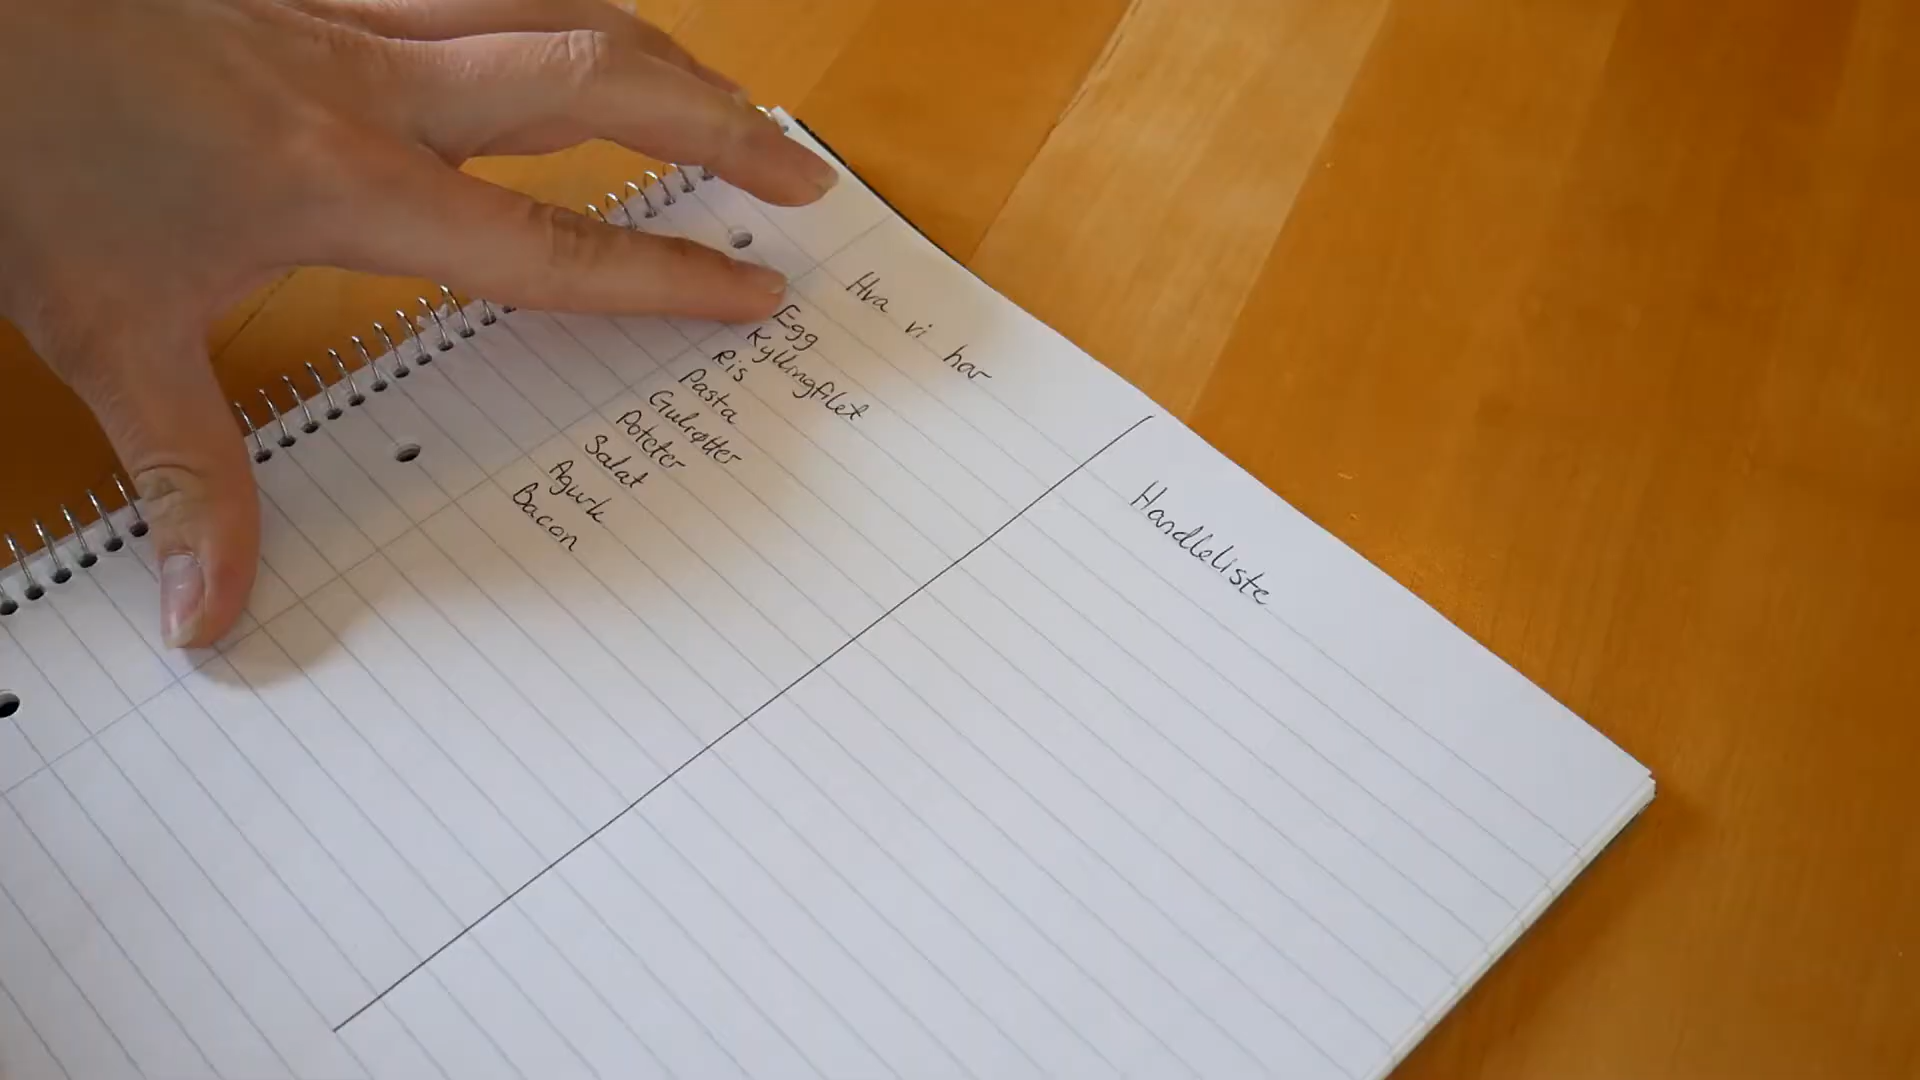 Hva vi har
Egg
Kyllingfilet
Ris
Pasta
Gulrøtter
Poteter
Salat
Agurk
Bacon
Handleliste